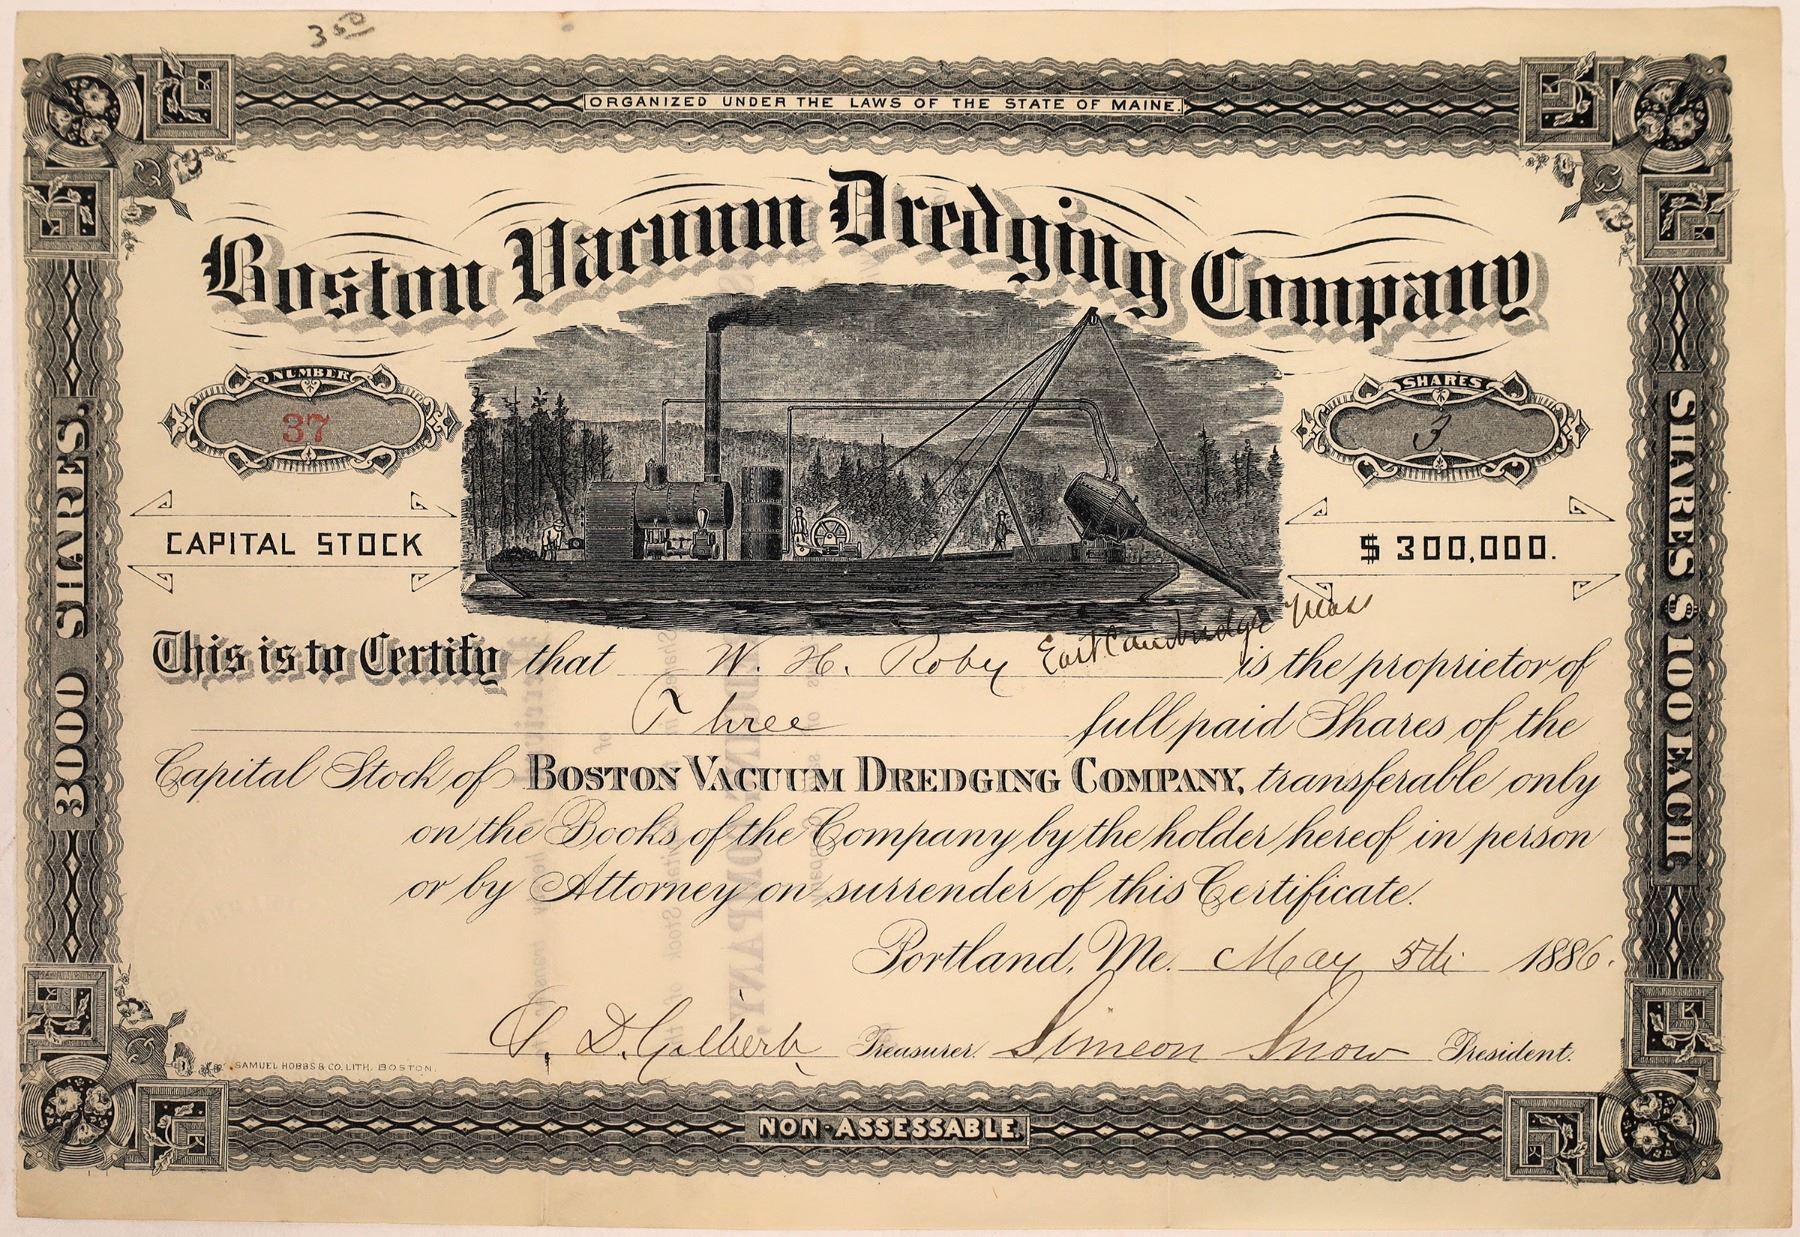 3 50
ORGANIZED UNDER THE LAWS OF THE STATE OF MAINE.
Boston Vacuum Dredging Company
NUMBER
37
SHARES
3
CAPITAL STOCK
$ 300,000.
3000 SHARES.
SHARES $100 EACH.
East Cambridge Mass
This is to Certify that W. H. Roby is the proprietor of
Three full paid Shares of the
Capital Stock of BOSTON VACUUM DREDGING COMPANY, transferable only
on the Books of the Company by the holder hereof in person
or by Attorney on surrender of this Certificate.
Portland, Me. May 5th 1886.
D. Gilbert Treasurer. Simeon Snow President.
SAMUEL HOBBS & CO. LITH. BOSTON.
NON-ASSESSABLE.